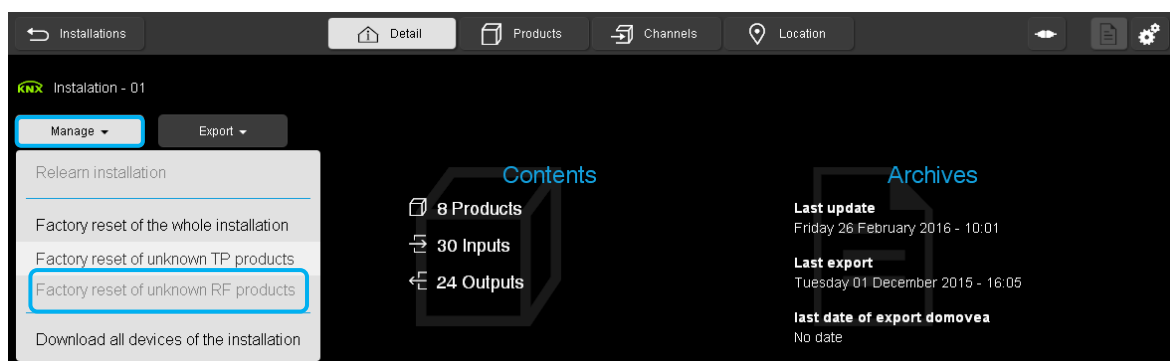 Installations
Detail
Products
Channels
Location
KNX Instalation - 01
Manage
Export
Relearn installation
Factory reset of the whole installation
Factory reset of unknown TP products
Factory reset of unknown RF products
Download all devices of the installation
Contents
8 Products
30 Inputs
24 Outputs
Archives
Last update
Friday 26 February 2016 - 10:01
Last export
Tuesday 01 December 2015 - 16:05
last date of export domovea
No date